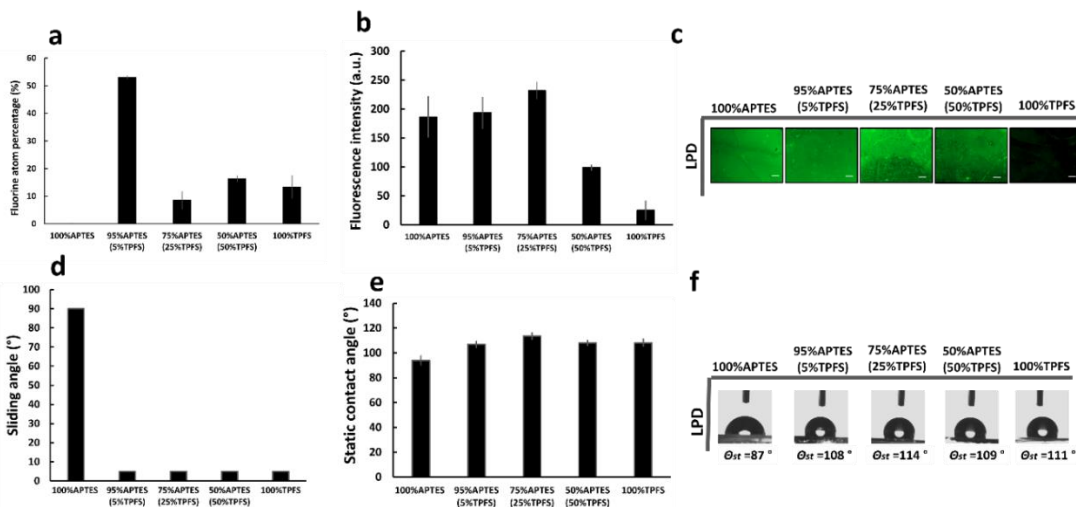 a
Fluorine atom percentage (%)
60
50
40
30
20
10
0
100%APTES
95%APTES
(5%TPFS)
75%APTES
(25%TPFS)
50%APTES
(50%TPFS)
100%TPFS
b
Fluorescence intensity (a.u.)
300
250
200
150
100
50
0
100%APTES
95%APTES
(5%TPFS)
75%APTES
(25%TPFS)
50%APTES
(50%TPFS)
100%TPFS
c
100%APTES
95%APTES
(5%TPFS)
75%APTES
(25%TPFS)
50%APTES
(50%TPFS)
100%TPFS
LPD
d
Sliding angle (°)
100
90
80
70
60
50
40
30
20
10
0
100%APTES
95%APTES
(5%TPFS)
75%APTES
(25%TPFS)
50%APTES
(50%TPFS)
100%TPFS
e
Static contact angle (°)
140
120
100
80
60
40
20
0
100%APTES
95%APTES
(5%TPFS)
75%APTES
(25%TPFS)
50%APTES
(50%TPFS)
100%TPFS
f
100%APTES
95%APTES
(5%TPFS)
75%APTES
(25%TPFS)
50%APTES
(50%TPFS)
100%TPFS
LPD
Θst =87 °
Θst =108 °
Θst =114 °
Θst =109 °
Θst =111 °